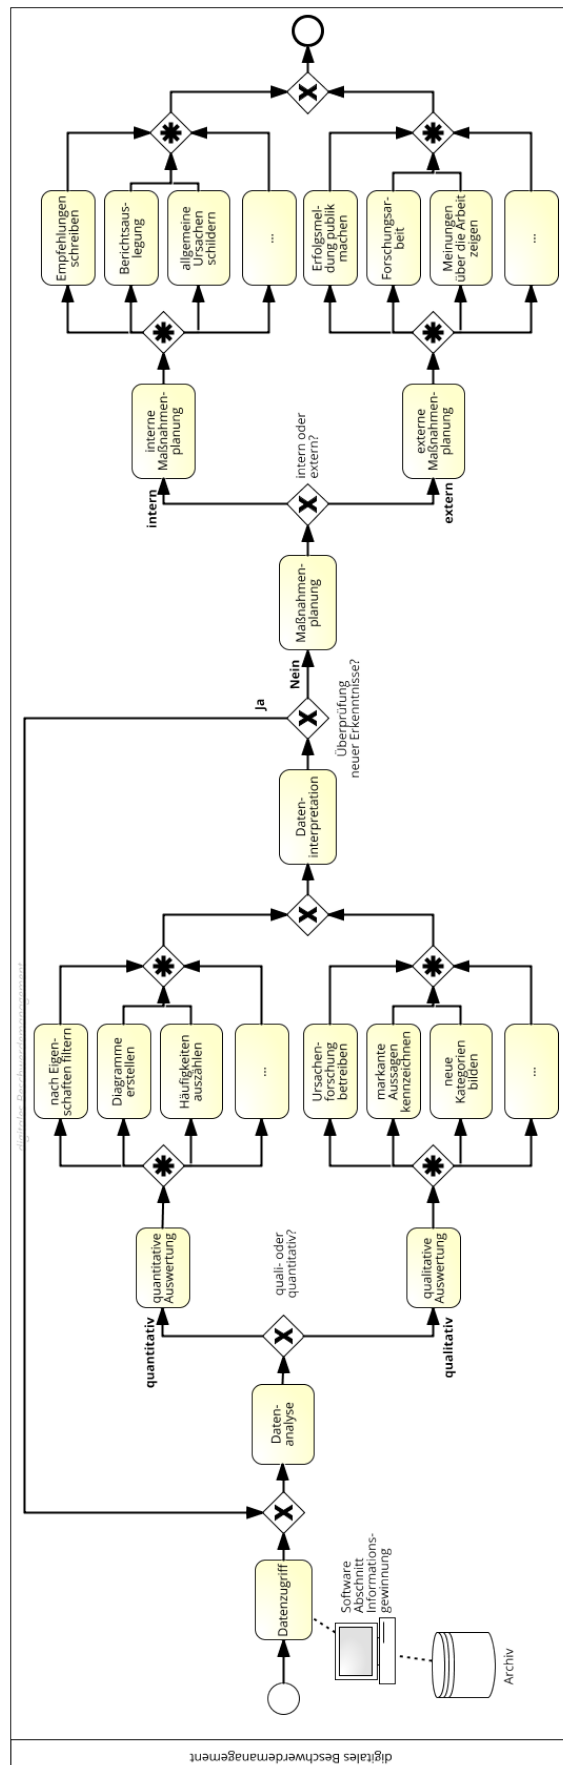 digitales Beschwerdemanagement
Datenzugriff
Software
Abschnitt
Informations-
gewinnung
Archiv
Daten-
analyse
quali- oder
quantitativ?
quantitativ
quantitative
Auswertung
nach Eigen-
schaften filtern
Diagramme
erstellen
Häufigkeiten
auszählen
...
qualitativ
qualitative
Auswertung
Ursachen-
forschung
betreiben
markante
Aussagen
kennzeichnen
neue
Kategorien
bilden
...
digitales Beschwerdemanagement
Daten-
interpretation
Überprüfung
neuer Erkenntnisse?
Ja
Nein
Maßnahmen-
planung
intern oder
extern?
intern
interne
Maßnahmen-
planung
Empfehlungen
schreiben
Berichtsaus-
legung
allgemeine
Ursachen
schildern
...
extern
externe
Maßnahmen-
planung
Erfolgsmel-
dung publik
machen
Forschungsar-
beit
Meinungen
über die Arbeit
zeigen
...